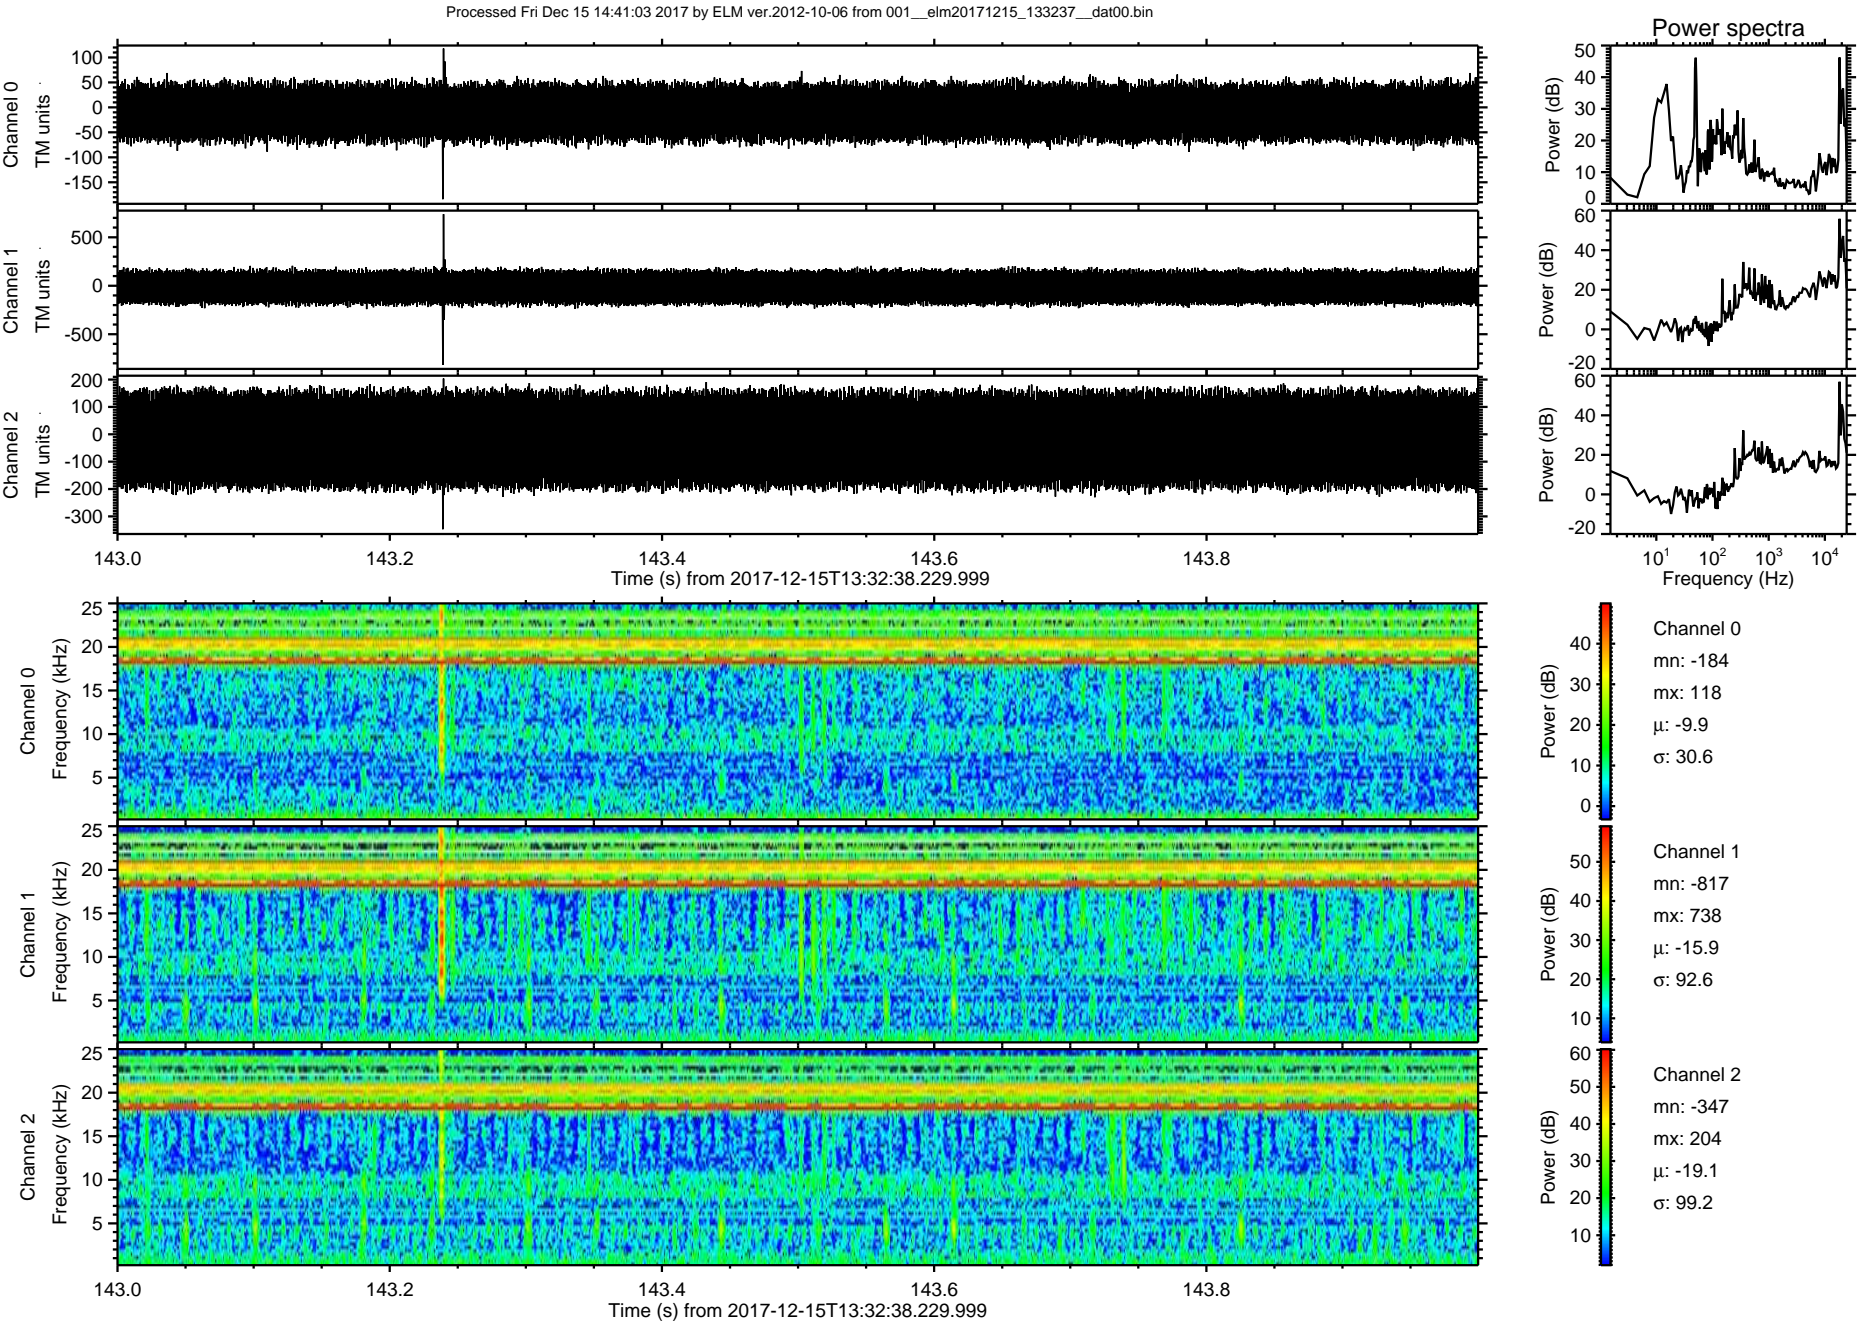 Processed Fri Dec 15 14:41:03 2017 by ELM ver.2012-10-06 from 001__elm20171215_133237__dat00.bin
Power spectra
Channel 0
TM units
100
50
0
-50
-100
-150
Power (dB)
50
40
30
20
10
0
Channel 1
TM units
500
0
-500
Power (dB)
60
40
20
0
-20
Channel 2
TM units
200
100
0
-100
-200
-300
Power (dB)
60
40
20
0
-20
143.0 143.2 143.4 143.6 143.8
Time (s) from 2017-12-15T13:32:38.229.999
10¹ 10² 10³ 10⁴
Frequency (Hz)
Channel 0
Frequency (kHz)
25
20
15
10
5
Power (dB)
40
30
20
10
0
Channel 0
mn: -184
mx: 118
μ: -9.9
σ: 30.6
Channel 1
Frequency (kHz)
25
20
15
10
5
Power (dB)
50
40
30
20
10
Channel 1
mn: -817
mx: 738
μ: -15.9
σ: 92.6
Channel 2
Frequency (kHz)
25
20
15
10
5
Power (dB)
60
50
40
30
20
10
Channel 2
mn: -347
mx: 204
μ: -19.1
σ: 99.2
143.0 143.2 143.4 143.6 143.8
Time (s) from 2017-12-15T13:32:38.229.999